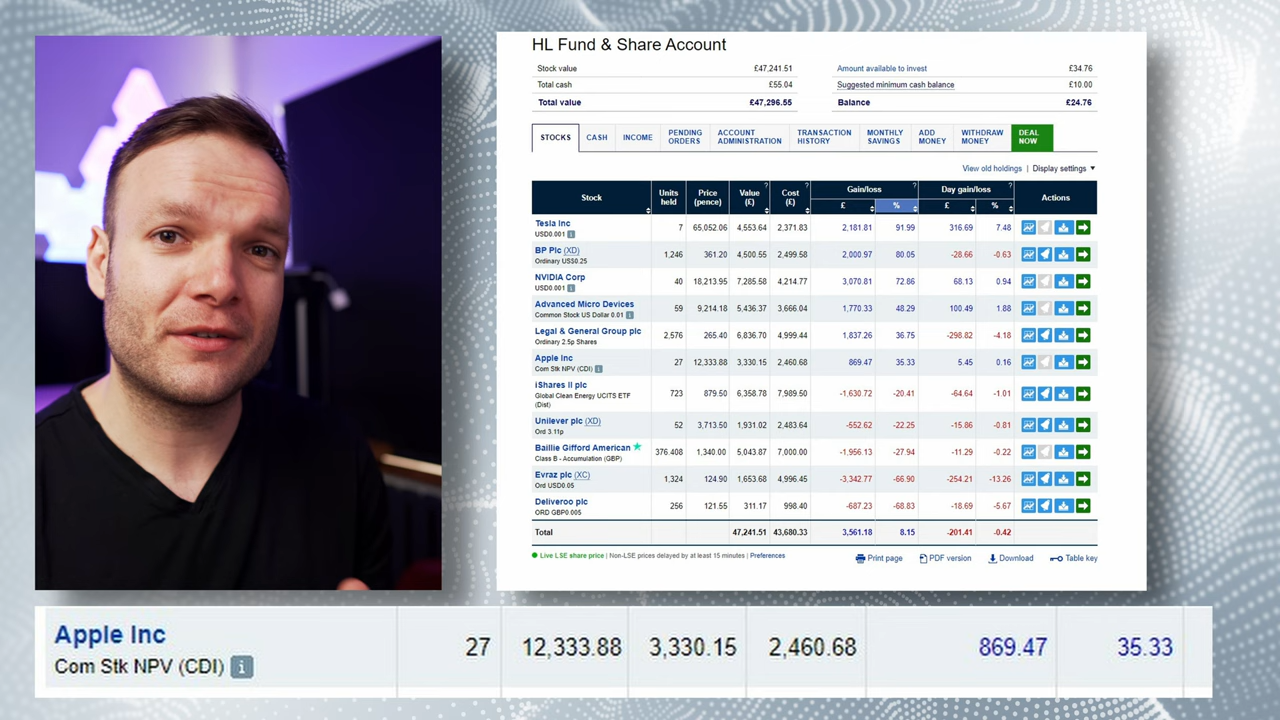 HL Fund & Share Account
Stock value £47,241.51 Amount available to invest £34.76
Total cash £55.04 Suggested minimum cash balance £10.00
Total value £47,296.55 Balance £24.76
STOCKS CASH INCOME PENDING ORDERS ACCOUNT ADMINISTRATION TRANSACTION HISTORY MONTHLY SAVINGS ADD MONEY WITHDRAW MONEY DEAL NOW
View old holdings | Display settings
Stock Units held Price (pence) Value (£) ? Cost (£) ? Gain/loss ? Day gain/loss ? Actions
£ % £ %
Tesla Inc 7 65,052.06 4,553.64 2,371.83 2,181.81 91.99 316.69 7.48
USD0.001 i
BP Plc (XD) 1,246 361.20 4,500.55 2,499.58 2,000.97 80.05 -28.66 -0.63
Ordinary US$0.25
NVIDIA Corp 40 18,213.95 7,285.58 4,214.77 3,070.81 72.86 68.13 0.94
USD0.001 i
Advanced Micro Devices 59 9,214.18 5,436.37 3,666.04 1,770.33 48.29 100.49 1.88
Common Stock US Dollar 0.01 i
Legal & General Group plc 2,576 265.40 6,836.70 4,999.44 1,837.26 36.75 -298.82 -4.18
Ordinary 2.5p Shares
Apple Inc 27 12,333.88 3,330.15 2,460.68 869.47 35.33 5.45 0.16
Com Stk NPV (CDI) i
iShares II plc 723 879.50 6,358.78 7,989.50 -1,630.72 -20.41 -64.64 -1.01
Global Clean Energy UCITS ETF
(Dist)
Unilever plc (XD) 52 3,713.50 1,931.02 2,483.64 -552.62 -22.25 -15.86 -0.81
Ord 3.11p
Baillie Gifford American 376.408 1,340.00 5,043.87 7,000.00 -1,956.13 -27.94 -11.29 -0.22
Class B - Accumulation (GBP)
Evraz plc (XC) 1,324 124.90 1,653.68 4,996.45 -3,342.77 -66.90 -254.21 -13.26
Ord USD0.05
Deliveroo plc 256 121.55 311.17 998.40 -687.23 -68.83 -18.69 -5.67
ORD GBP0.005
Total 47,241.51 43,680.33 3,561.18 8.15 -201.41 -0.42
Live LSE share price | Non-LSE prices delayed by at least 15 minutes | Preferences Print page PDF version Download Table key
Apple Inc 27 12,333.88 3,330.15 2,460.68 869.47 35.33
Com Stk NPV (CDI) i